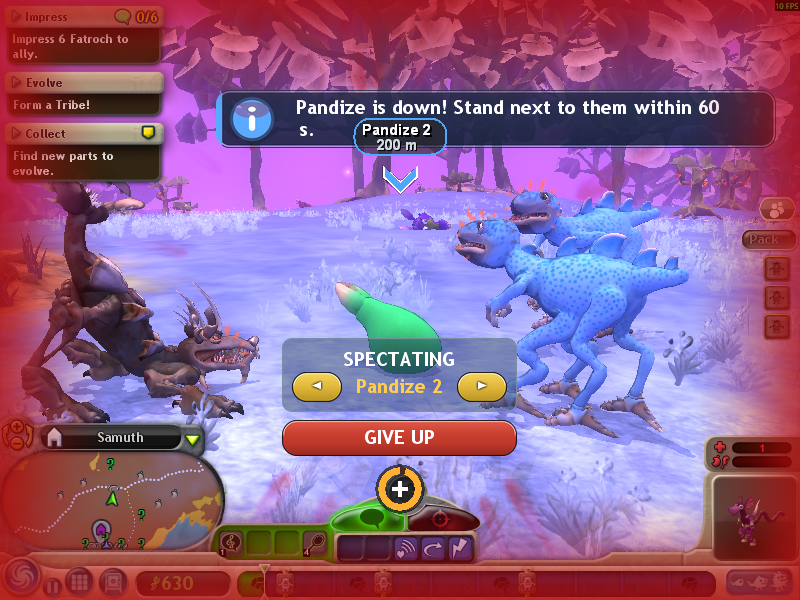 10 FPS
Impress 0/6
Impress 6 Fatroch to
ally.
Evolve
Form a Tribe!
Collect
Find new parts to
evolve.
Pandize is down! Stand next to them within 60
s.
Pandize 2
200 m
Pack
SPECTATING
Pandize 2
GIVE UP
Samuth
? 
?
?
?
?
1
1
4
630